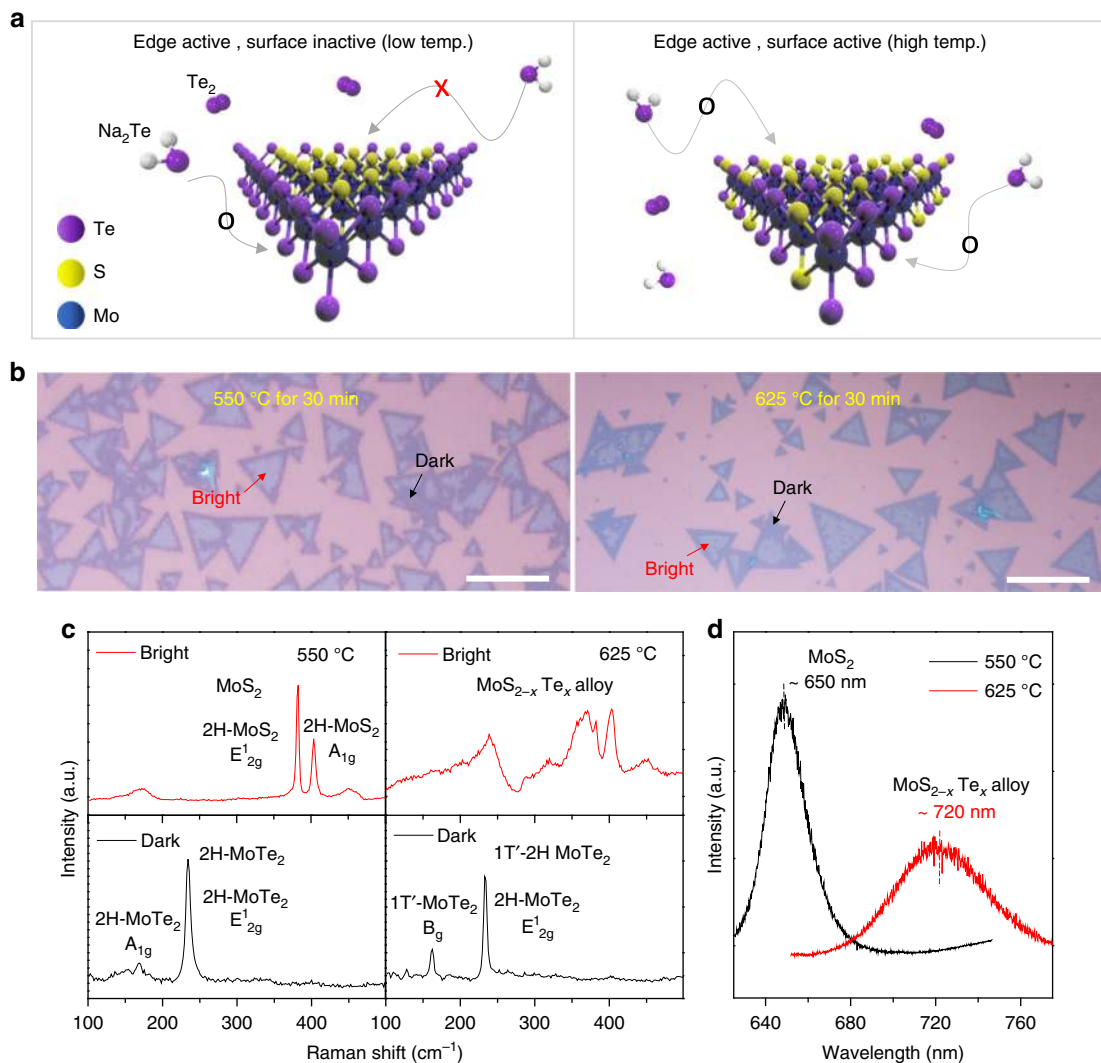 a
Edge active , surface inactive (low temp.)
Edge active , surface active (high temp.)
Te₂
X
Na₂Te
O
O
O
Te
S
Mo
b
550 °C for 30 min
625 °C for 30 min
Dark
Bright
Dark
Bright
c
Bright
550 °C
MoS₂
2H-MoS₂
E¹₂g
2H-MoS₂
A₁g
Bright
625 °C
MoS₂₋ₓ Teₓ alloy
Dark
2H-MoTe₂
2H-MoTe₂
E¹₂g
2H-MoTe₂
A₁g
Dark
1T′-2H MoTe₂
1T′-MoTe₂
Bg
2H-MoTe₂
E¹₂g
Intensity (a.u.)
100 200 300 400 100 200 300 400
Raman shift (cm⁻¹)
d
MoS₂
~ 650 nm
550 °C
625 °C
MoS₂₋ₓ Teₓ alloy
~ 720 nm
Intensity (a.u.)
640 680 720 760
Wavelength (nm)